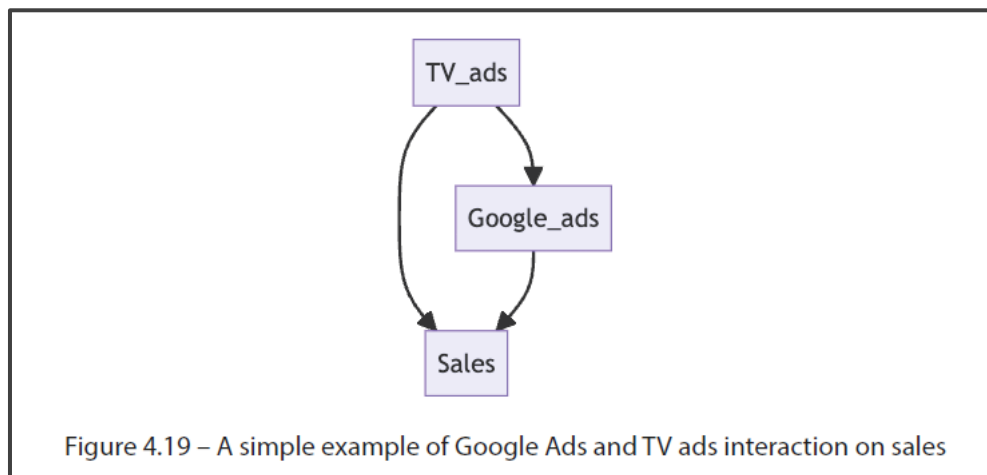 TV_ads
Google_ads
Sales
Figure 4.19 – A simple example of Google Ads and TV ads interaction on sales